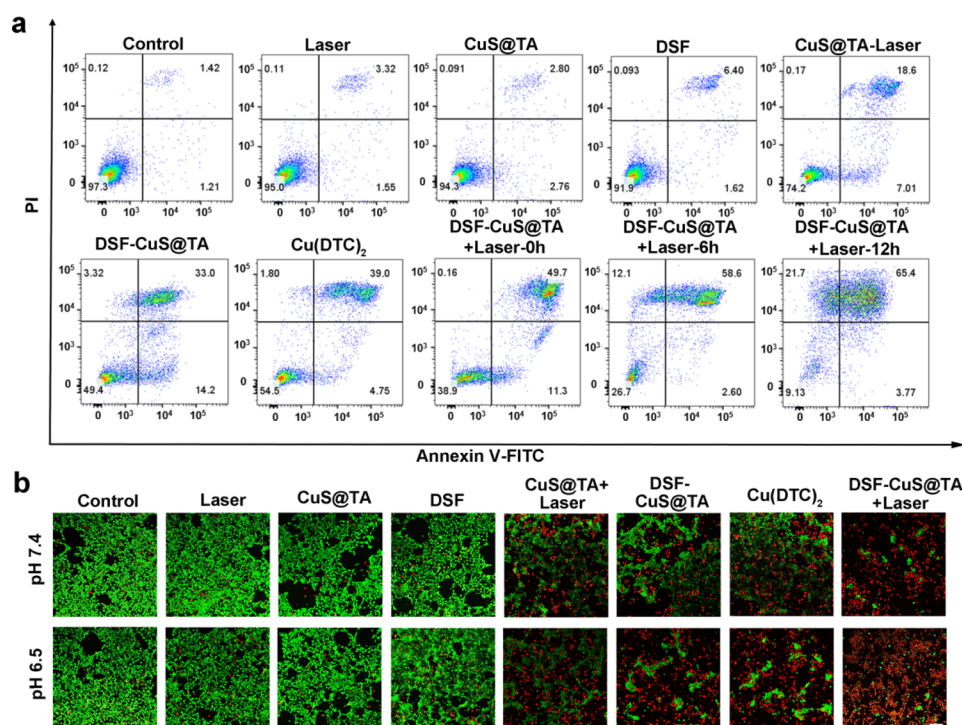 a
Control
Laser
CuS@TA
DSF
CuS@TA-Laser
0.12 1.42
10⁵
10⁴
10³
0
97.3 1.21
0 10³ 10⁴ 10⁵
0.11 3.32
10⁵
10⁴
10³
0
95.0 1.55
0 10³ 10⁴ 10⁵
0.091 2.80
10⁵
10⁴
10³
0
94.3 2.76
0 10³ 10⁴ 10⁵
0.093 6.40
10⁵
10⁴
10³
0
91.9 1.62
0 10³ 10⁴ 10⁵
0.17 18.6
10⁵
10⁴
10³
0
74.2 7.01
0 10³ 10⁴ 10⁵
PI
DSF-CuS@TA
Cu(DTC)₂
DSF-CuS@TA
+Laser-0h
DSF-CuS@TA
+Laser-6h
DSF-CuS@TA
+Laser-12h
3.32 33.0
10⁵
10⁴
10³
0
49.4 14.2
0 10³ 10⁴ 10⁵
1.80 39.0
10⁵
10⁴
10³
0
54.5 4.75
0 10³ 10⁴ 10⁵
0.16 49.7
10⁵
10⁴
10³
0
38.9 11.3
0 10³ 10⁴ 10⁵
12.1 58.6
10⁵
10⁴
10³
0
26.7 2.60
0 10³ 10⁴ 10⁵
21.7 65.4
10⁵
10⁴
10³
0
9.13 3.77
0 10³ 10⁴ 10⁵
Annexin V-FITC
b
Control
Laser
CuS@TA
DSF
CuS@TA+
Laser
DSF-
CuS@TA
Cu(DTC)₂
DSF-CuS@TA
+Laser
pH 7.4
pH 6.5